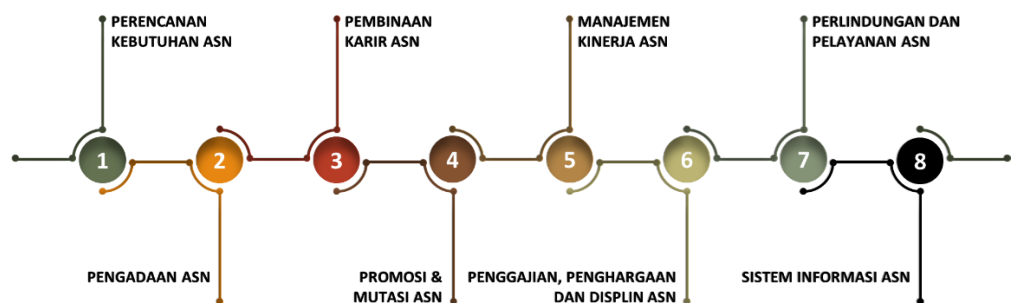 PERENCANAN
KEBUTUHAN ASN
PEMBINAAN
KARIR ASN
MANAJEMEN
KINERJA ASN
PERLINDUNGAN DAN
PELAYANAN ASN
1
2
3
4
5
6
7
8
PENGADAAN ASN
PROMOSI &
MUTASI ASN
PENGGAJIAN, PENGHARGAAN
DAN DISPLIN ASN
SISTEM INFORMASI ASN